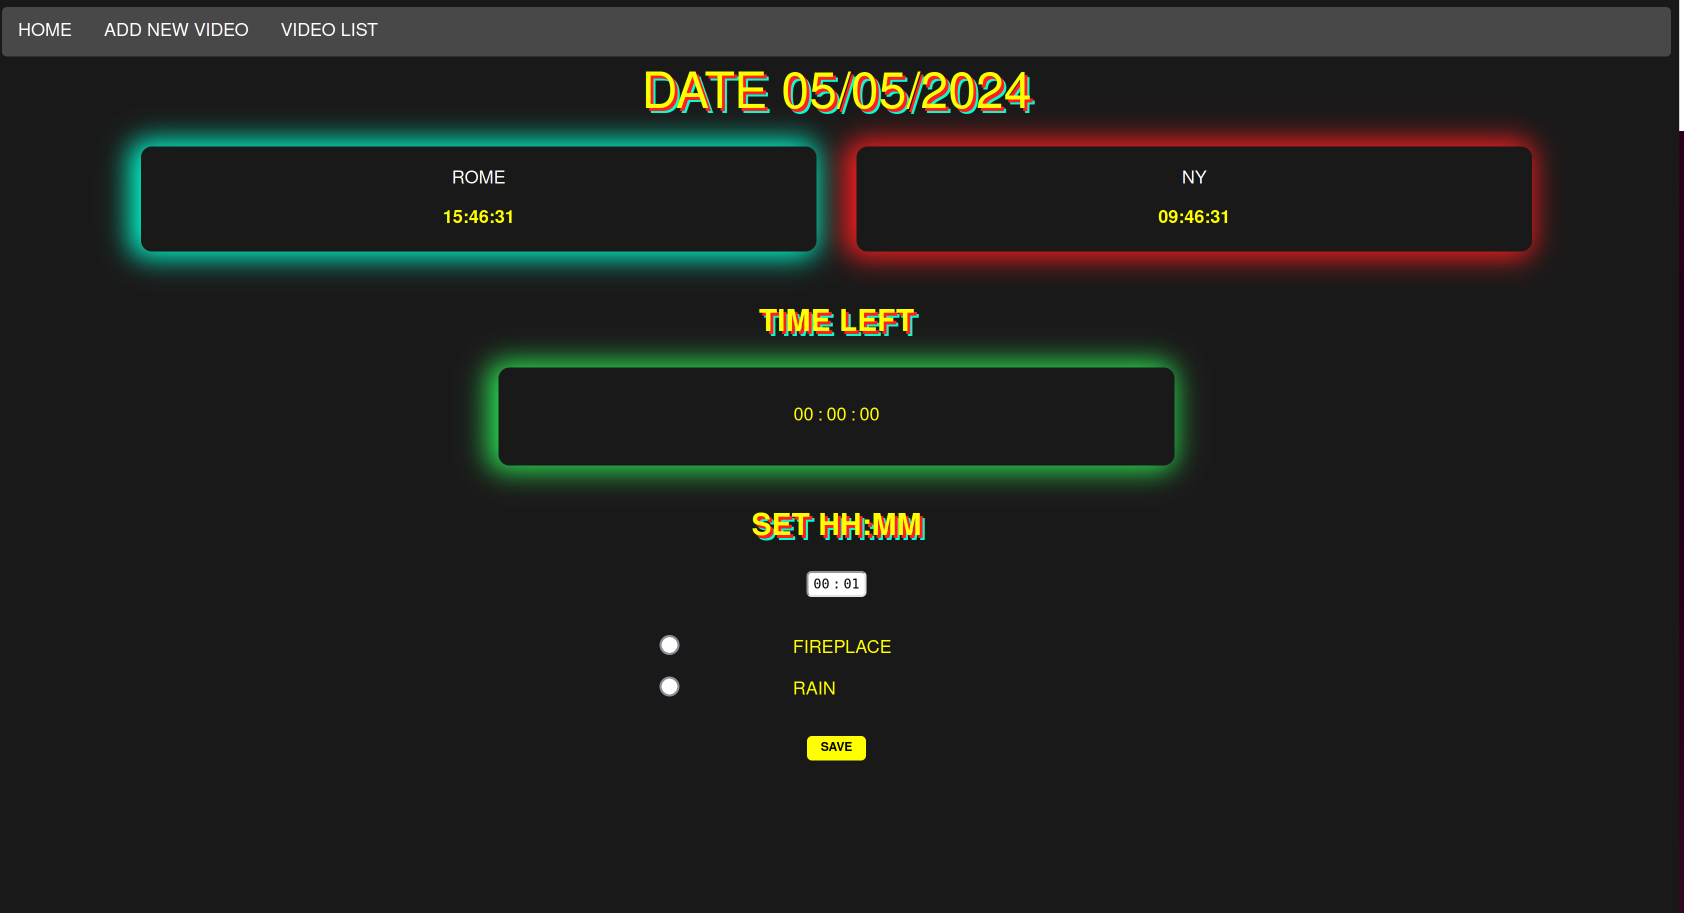 HOME ADD NEW VIDEO VIDEO LIST
DATE 05/05/2024
ROME
15:46:31
NY
09:46:31
TIME LEFT
00 : 00 : 00
SET HH:MM
00 : 01
FIREPLACE
RAIN
SAVE